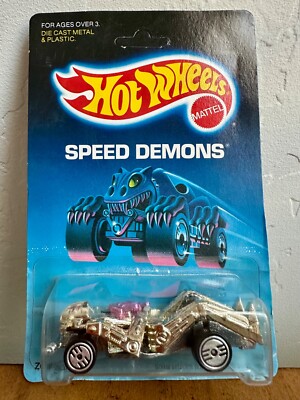 FOR AGES OVER 3.
DIE CAST METAL
& PLASTIC.
Hot Wheels®
MATTEL
SPEED DEMONS®